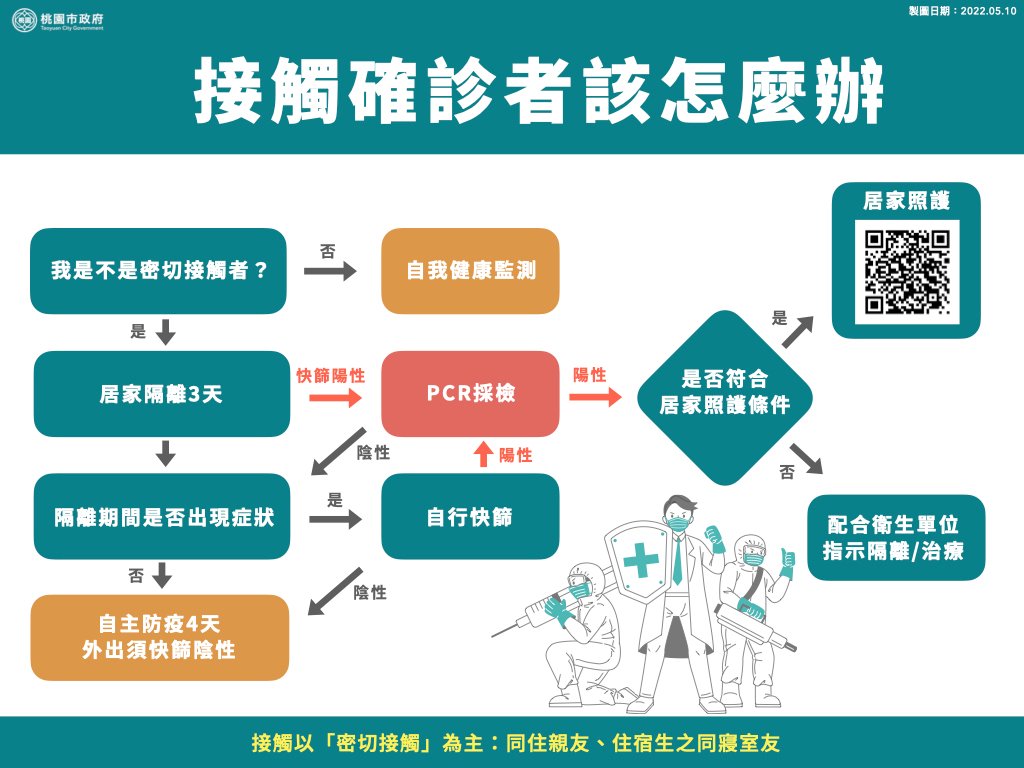 桃園市政府
Taoyuan City Government
製圖日期：2022.05.10
接觸確診者該怎麼辦
居家照護
我是不是密切接觸者？
否
自我健康監測
是
是
居家隔離3天
快篩陽性
PCR採檢
陽性
是否符合
居家照護條件
陰性
陽性
否
隔離期間是否出現症狀
是
自行快篩
配合衛生單位
指示隔離/治療
否
陰性
自主防疫4天
外出須快篩陰性
接觸以「密切接觸」為主：同住親友、住宿生之同寢室友